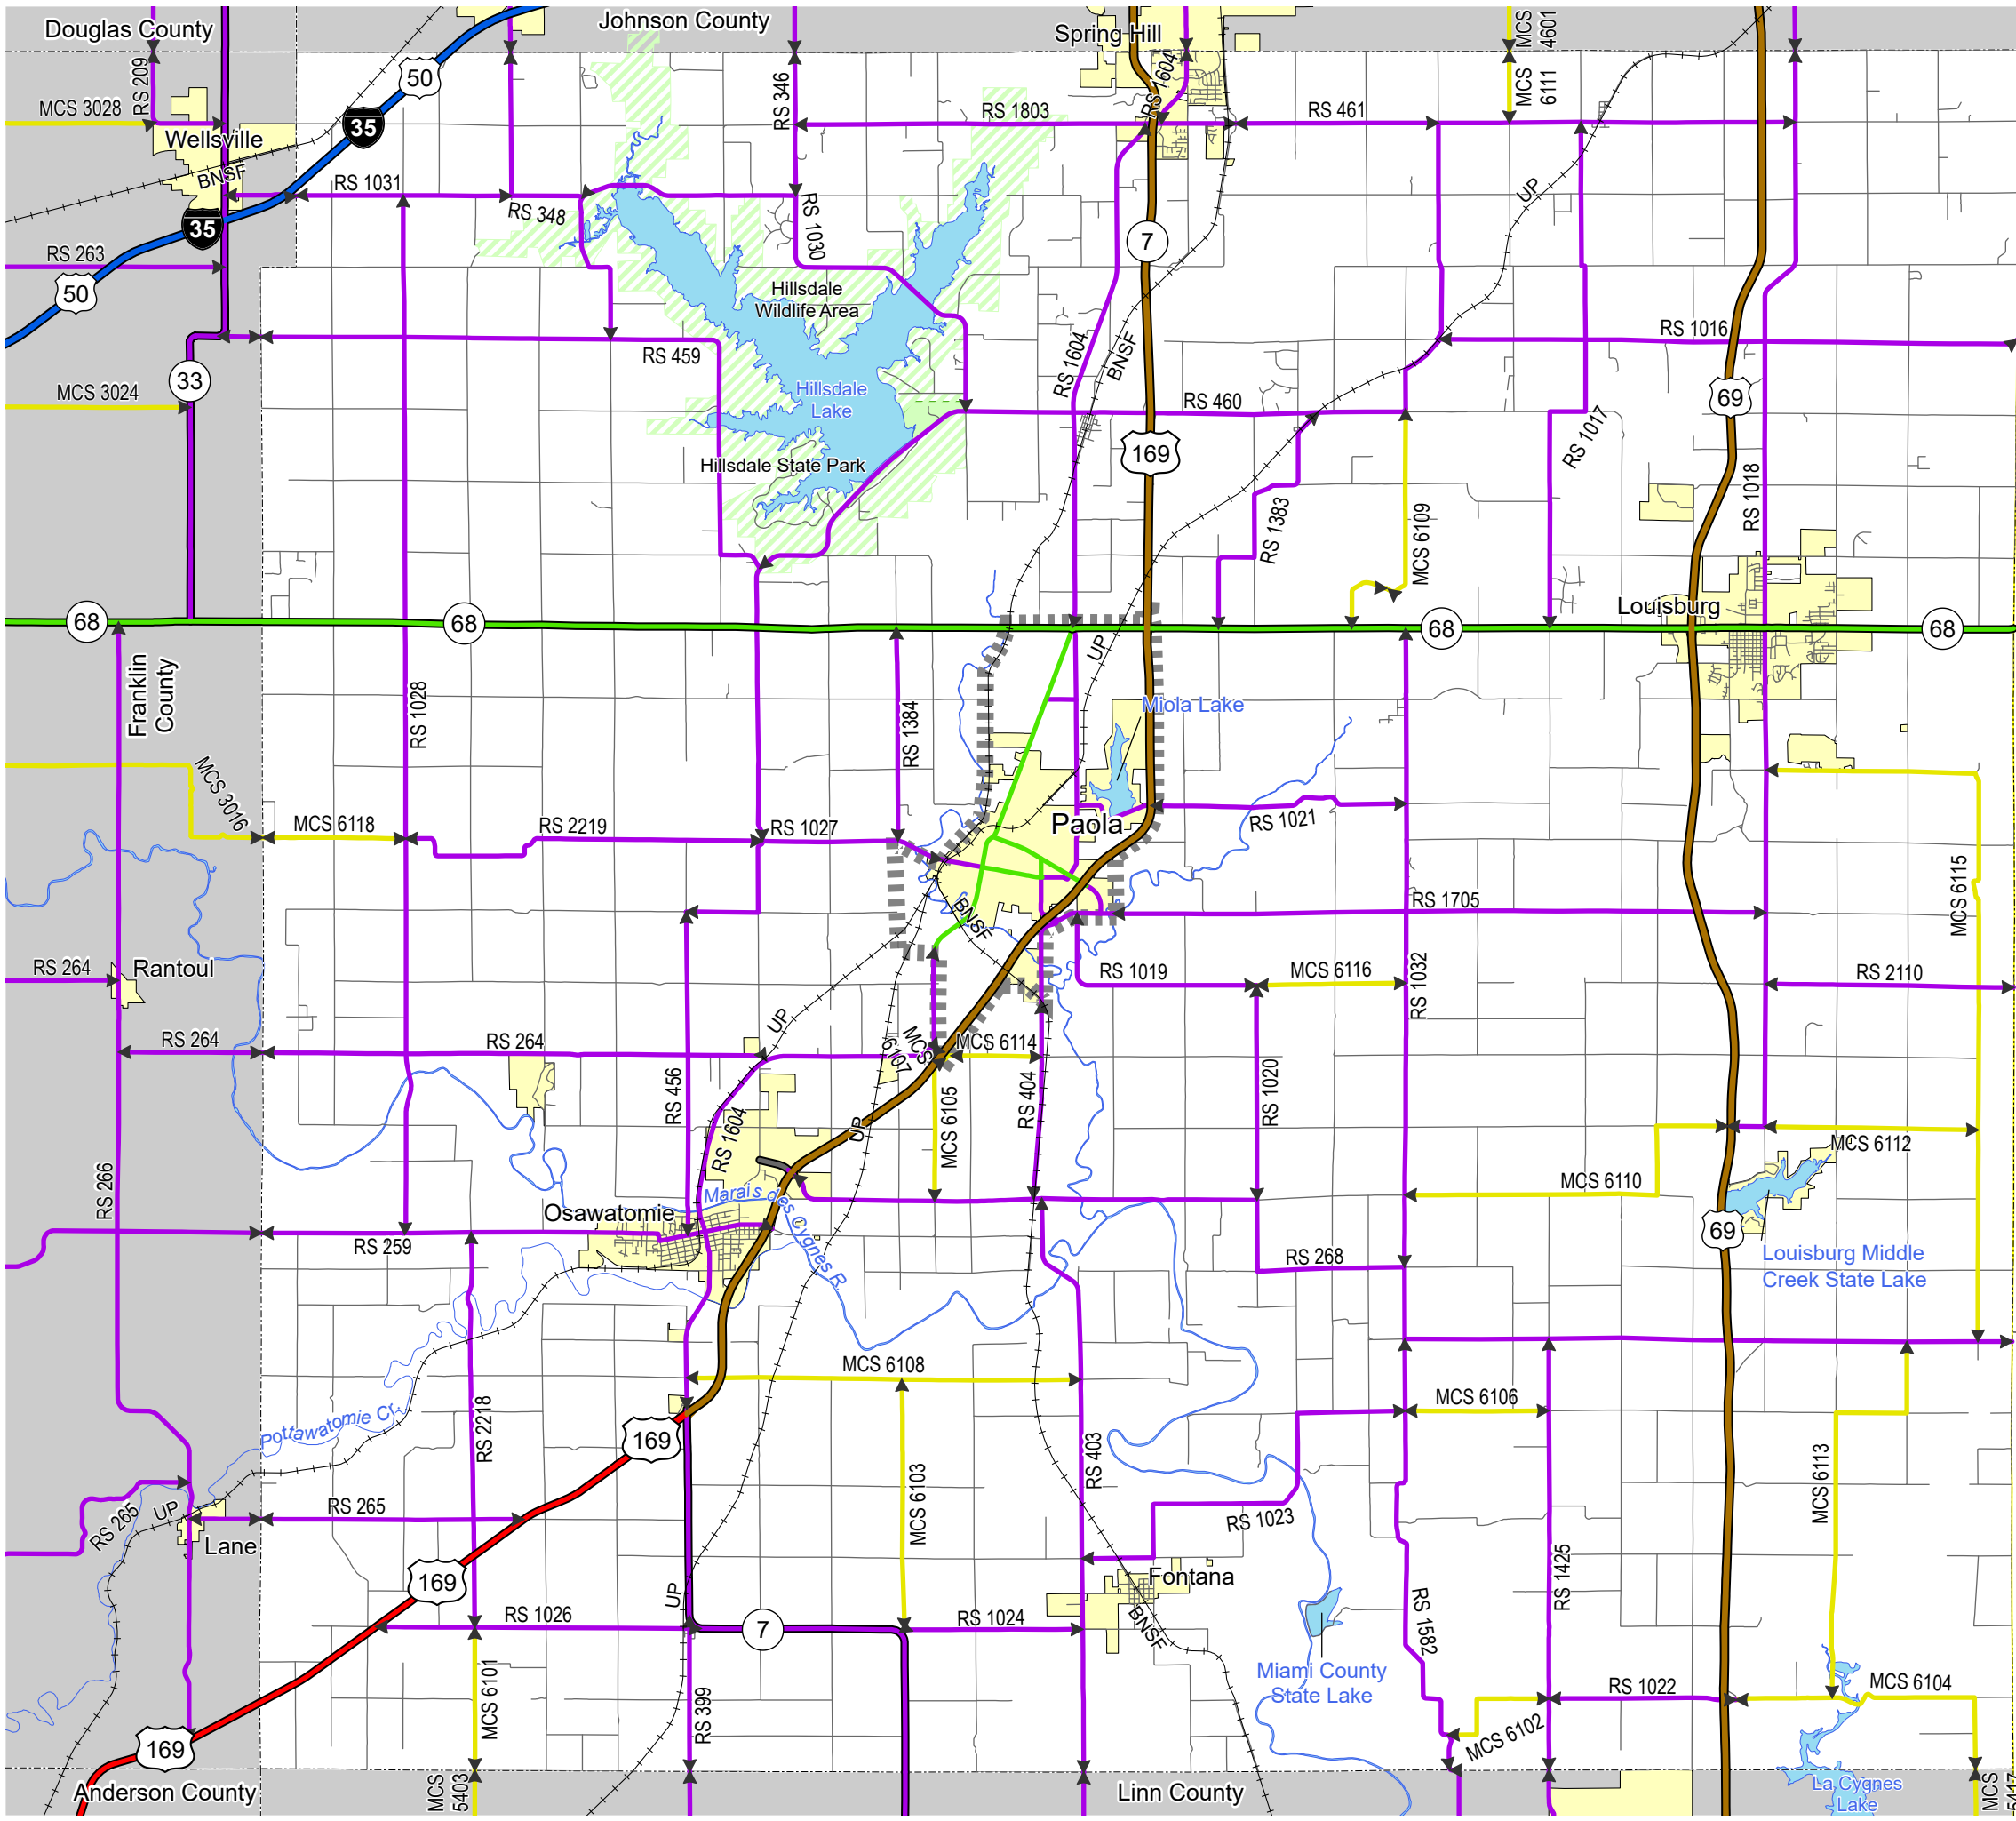 Douglas County
Johnson County
Spring Hill
MCS
4601
50
RS 209
RS 346
RS 1604
MCS
6111
MCS 3028
35
RS 1803
RS 461
Wellsville
BNSF
RS 1031
RS 348
UP
35
RS 1030
7
RS 263
50
Hillsdale
Wildlife Area
RS 1016
RS 459
RS 1604
BNSF
33
MCS 3024
Hillsdale
Lake
RS 460
69
RS 1017
169
Hillsdale State Park
RS 1018
RS 1383
MCS 6109
Louisburg
68
68
68
68
UP
Franklin
County
RS 1028
RS 1384
Miola Lake
MCS 3016
MCS 6118
RS 2219
RS 1027
Paola
RS 1021
MCS 6115
RS 1705
BNSF
RS 264
Rantoul
RS 1019
MCS 6116
RS 1032
RS 2110
UP
RS 264
RS 264
MCS
6107
MCS 6114
RS 456
RS 404
RS 1020
RS 1604
UP
MCS 6105
MCS 6112
RS 266
MCS 6110
Marais des Cygnes R.
Osawatomie
69
RS 259
RS 268
Louisburg Middle
Creek State Lake
MCS 6108
MCS 6106
Pottawatomie Cr.
RS 2218
169
RS 403
MCS 6103
MCS 6113
RS 265
UP
RS 265
RS 1023
Lane
169
Fontana
RS 1425
UP
RS 1026
7
RS 1024
BNSF
RS 1582
Miami County
State Lake
RS 1022
MCS 6104
MCS 6101
RS 399
MCS 6102
169
Anderson County
MCS
5403
Linn County
La Cygnes
Lake
MCS
5417